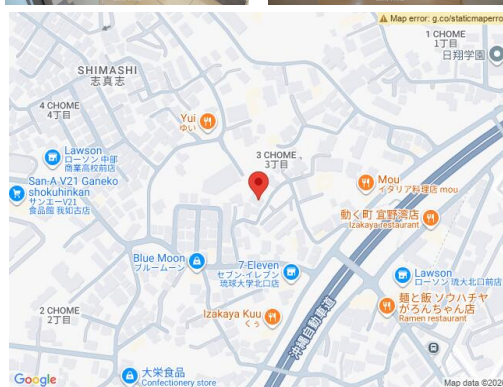 Map error: g.co/staticmaperro
1 CHOME
1丁目
日翔学園
SHIMASHI
志真志
4 CHOME
4丁目
Yui
ゆい
Lawson
ローソン 中部
商業高校前店
3 CHOME
3丁目
San-A V21 Ganeko
shokuhinkan
サンエーV21
食品館 我如古店
Mou
イタリア料理店 mou
動く町 宜野湾店
Izakaya restaurant
Blue Moon
ブルームーン
7-Eleven
セブン-イレブン
琉球大学北口店
Lawson
ローソン 琉大北口前店
2 CHOME
2丁目
Izakaya Kuu
くぅ
麺と飯 ソウハチヤ
がろんちゃん店
Ramen restaurant
沖縄自動車道
大栄食品
Confectionery store
Google
Map data ©202